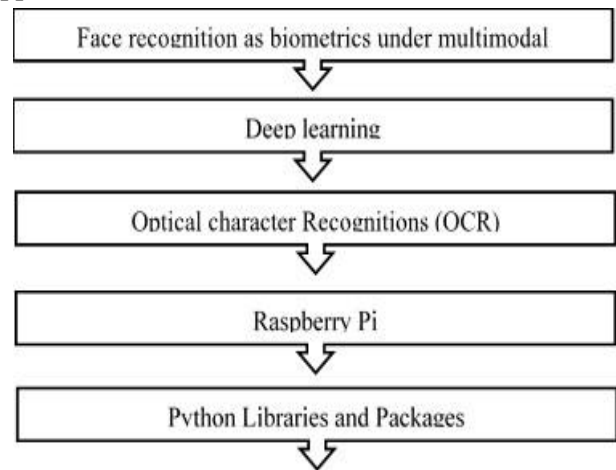 Face recognition as biometrics under multimodal
Deep learning
Optical character Recognitions (OCR)
Raspberry Pi
Python Libraries and Packages